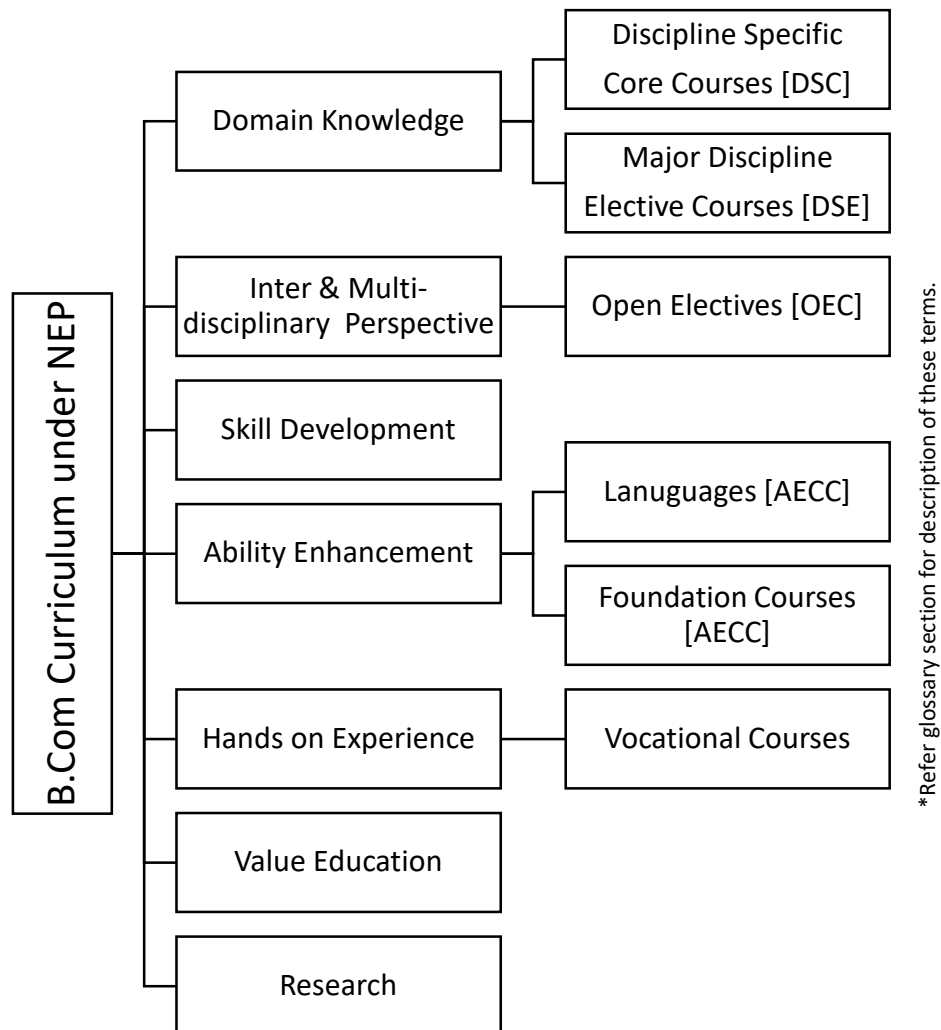 B.Com Curriculum under NEP
Domain Knowledge
Discipline Specific
Core Courses [DSC]
Major Discipline
Elective Courses [DSE]
Inter & Multi-
disciplinary Perspective
Open Electives [OEC]
Skill Development
Ability Enhancement
Lanuguages [AECC]
Foundation Courses
[AECC]
Hands on Experience
Vocational Courses
Value Education
Research
*Refer glossary section for description of these terms.